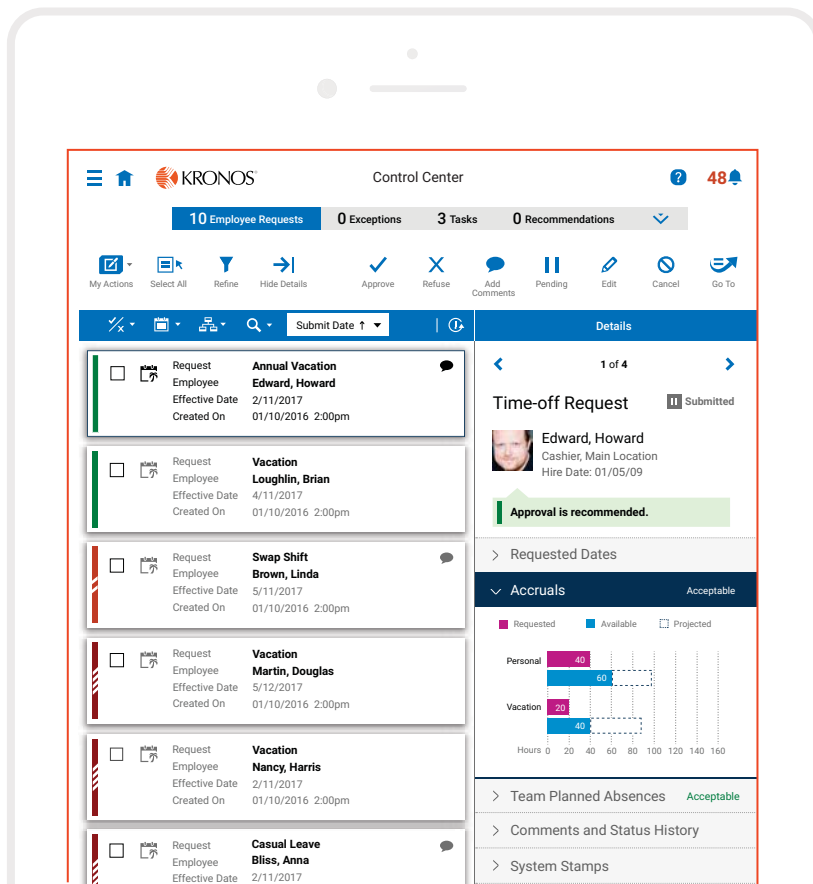 KRONOS
Control Center
?
48
10 Employee Requests
0 Exceptions
3 Tasks
0 Recommendations
My Actions
Select All
Refine
Hide Details
Approve
Refuse
Add Comments
Pending
Edit
Cancel
Go To
Submit Date ↑
Request Annual Vacation
Employee Edward, Howard
Effective Date 2/11/2017
Created On 01/10/2016 2:00pm
Request Vacation
Employee Loughlin, Brian
Effective Date 4/11/2017
Created On 01/10/2016 2:00pm
Request Swap Shift
Employee Brown, Linda
Effective Date 5/11/2017
Created On 01/10/2016 2:00pm
Request Vacation
Employee Martin, Douglas
Effective Date 5/12/2017
Created On 01/10/2016 2:00pm
Request Vacation
Employee Nancy, Harris
Effective Date 2/11/2017
Created On 01/10/2016 2:00pm
Request Casual Leave
Employee Bliss, Anna
Effective Date 2/11/2017
Details
1 of 4
Time-off Request
Submitted
Edward, Howard
Cashier, Main Location
Hire Date: 01/05/09
Approval is recommended.
Requested Dates
Accruals Acceptable
Requested Available Projected
Personal 40
60
Vacation 20
40
Hours 0 20 40 60 80 100 120 140 160
Team Planned Absences Acceptable
Comments and Status History
System Stamps